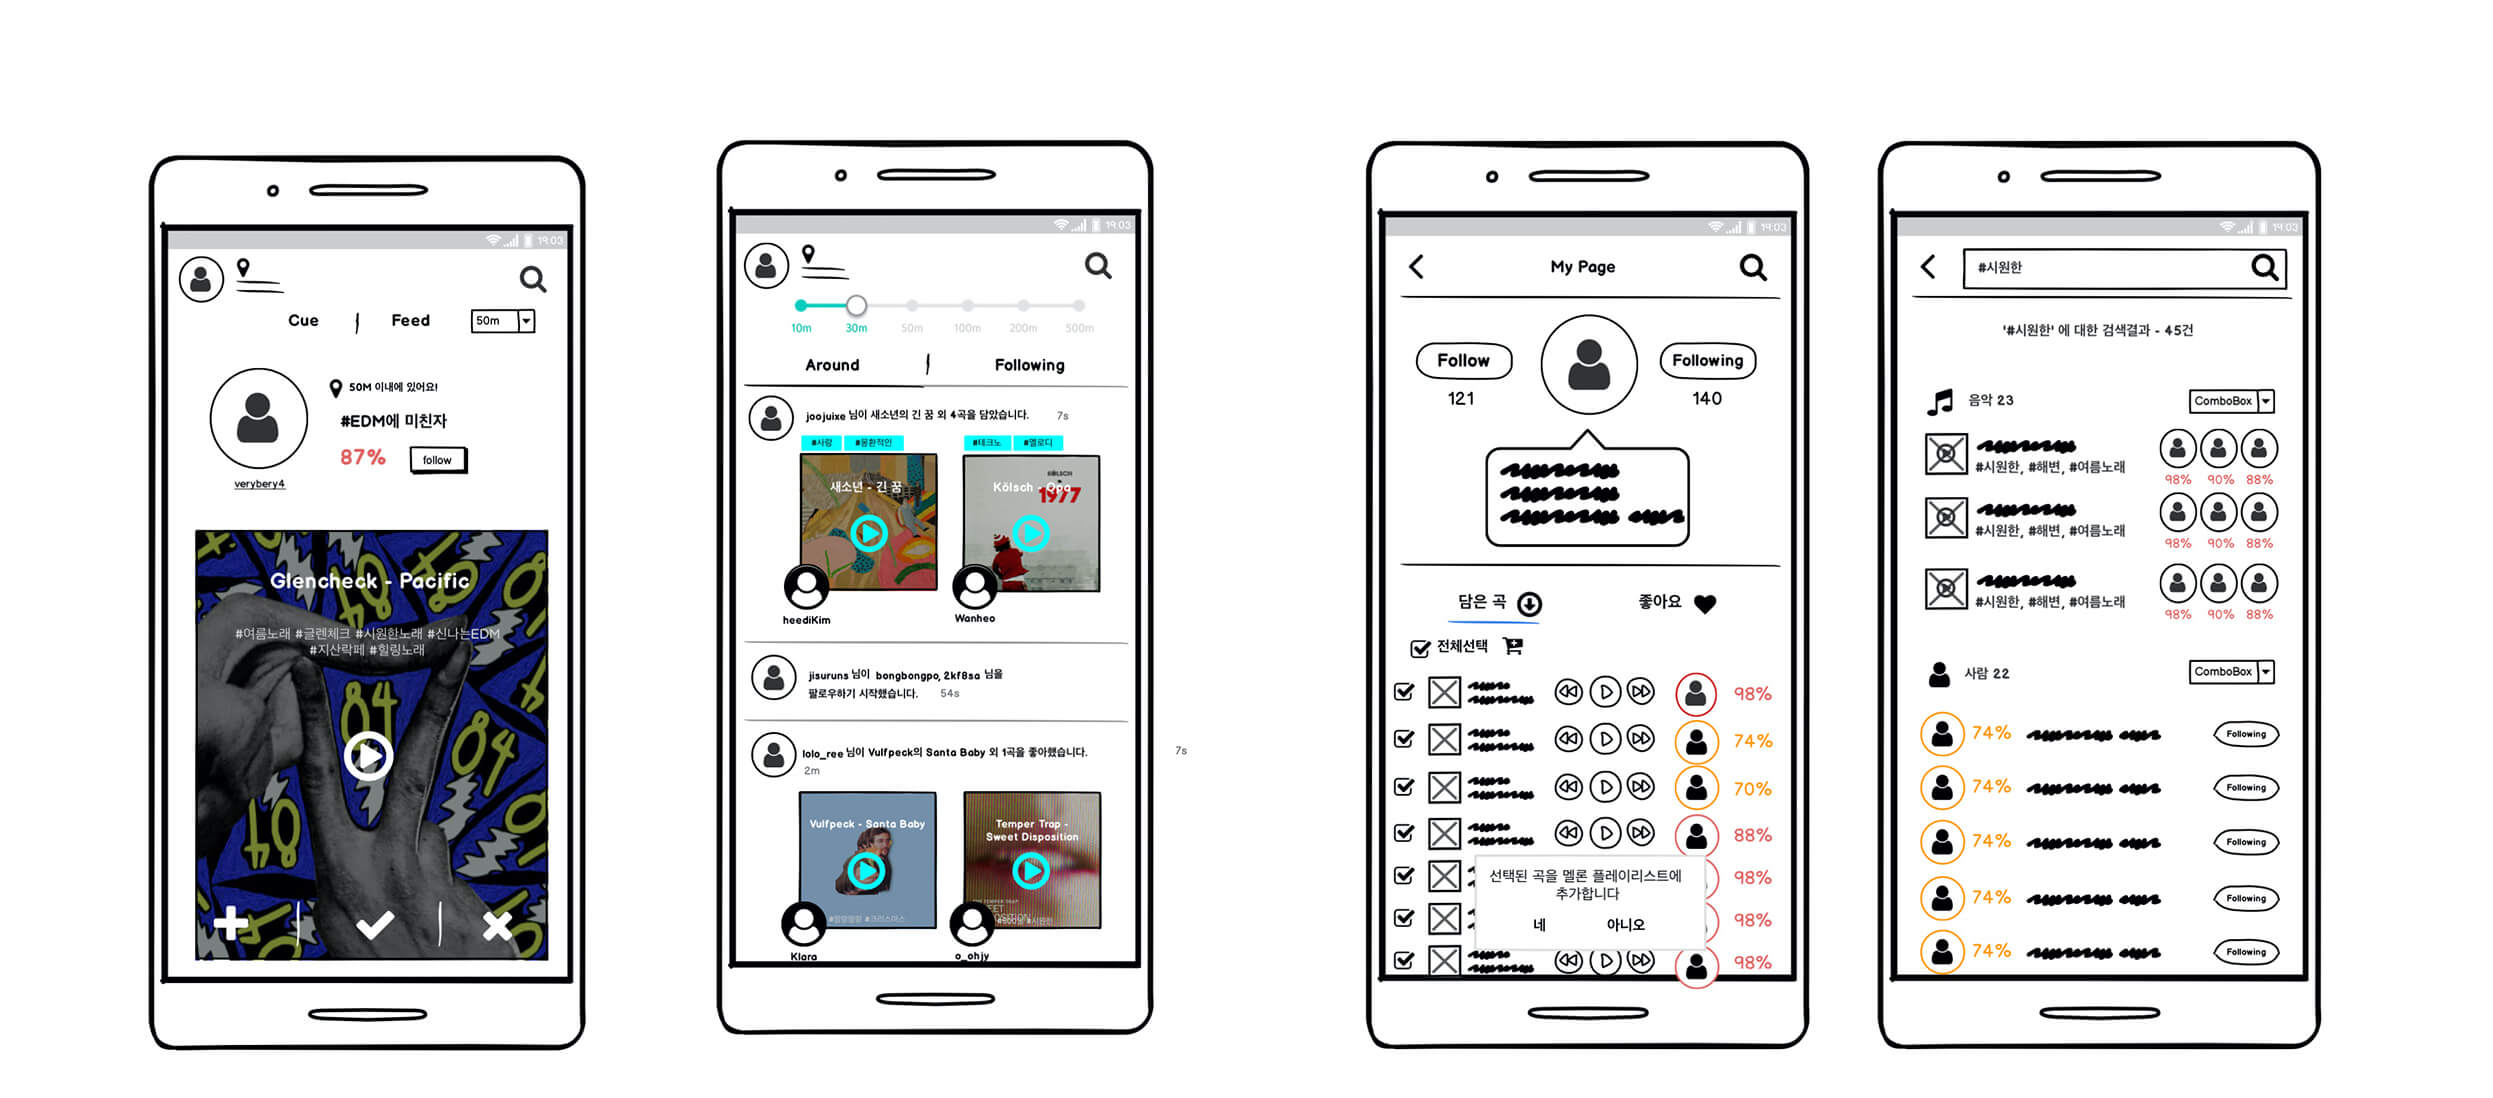 19:03
Cue
Feed
50m
50M 이내에 있어요!
#EDM에 미친자
87%
follow
verybery4
Glencheck - Pacific
#여름노래 #글렌체크 #시원한노래 #신나는EDM
#지산락페 #힐링노래
19:03
10m 30m 50m 100m 200m 500m
Around
Following
joojuixe 님이 새소년의 긴 꿈 외 4곡을 담았습니다. 7s
#사랑 #몽환적인
#테크노 #멜로디
새소년 - 긴 꿈
KÖLSCH
Kölsch - Opa
1977
heediKim
Wanheo
jisuruns 님이 bongbongpo, 2kf8sa 님을
팔로우하기 시작했습니다. 54s
lolo_ree 님이 Vulfpeck의 Santa Baby 외 1곡을 좋아했습니다. 7s
2m
Vulfpeck - Santa Baby
Temper Trap -
Sweet Disposition
#크리스마스
#시원한
Klara
o_ohjy
19:03
My Page
Follow
121
Following
140
담은 곡
좋아요
전체선택
98%
74%
70%
88%
98%
98%
98%
선택된 곡을 멜론 플레이리스트에
추가합니다
네
아니오
19:03
#시원한
'#시원한' 에 대한 검색결과 - 45건
음악 23
ComboBox
#시원한, #해변, #여름노래
98% 90% 88%
#시원한, #해변, #여름노래
98% 90% 88%
#시원한, #해변, #여름노래
98% 90% 88%
사람 22
ComboBox
74% Following
74% Following
74% Following
74% Following
74% Following